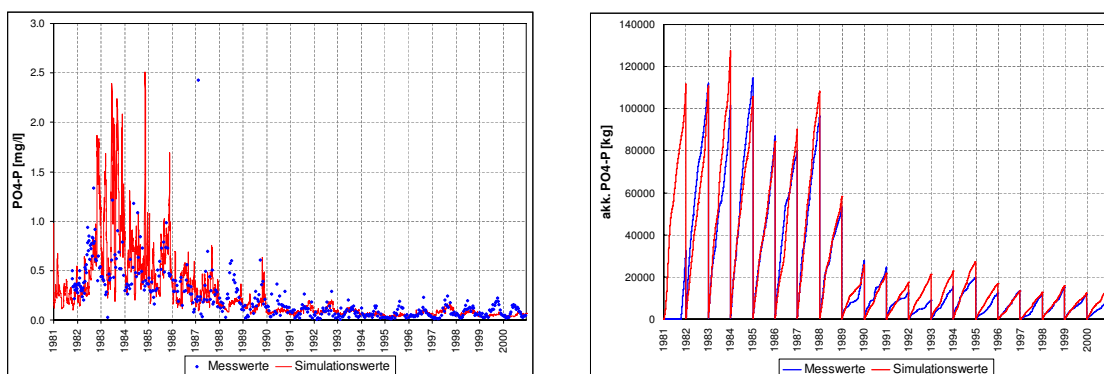 PO4-P [mg/l]
3.0
2.5
2.0
1.5
1.0
0.5
0.0
1981 1982 1983 1984 1985 1986 1987 1988 1989 1990 1991 1992 1993 1994 1995 1996 1997 1998 1999 2000
Messwerte Simulationswerte
akk. PO4-P [kg]
140000
120000
100000
80000
60000
40000
20000
0
1981 1982 1983 1984 1985 1986 1987 1988 1989 1990 1991 1992 1993 1994 1995 1996 1997 1998 1999 2000
Messwerte Simulationswerte